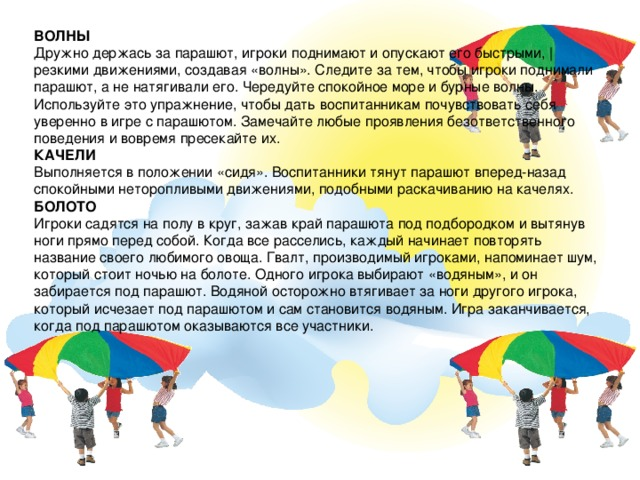 ВОЛНЫ
Дружно держась за парашют, игроки поднимают и опускают его быстрыми, |
резкими движениями, создавая «волны». Следите за тем, чтобы игроки поднимали
парашют, а не натягивали его. Чередуйте спокойное море и бурные волны.
Используйте это упражнение, чтобы дать воспитанникам почувствовать себя
уверенно в игре с парашютом. Замечайте любые проявления безответственного
поведения и вовремя пресекайте их.
КАЧЕЛИ
Выполняется в положении «сидя». Воспитанники тянут парашют вперед-назад
спокойными неторопливыми движениями, подобными раскачиванию на качелях.
БОЛОТО
Игроки садятся на полу в круг, зажав край парашюта под подбородком и вытянув
ноги прямо перед собой. Когда все расселись, каждый начинает повторять
название своего любимого овоща. Гвалт, производимый игроками, напоминает шум,
который стоит ночью на болоте. Одного игрока выбирают «водяным», и он
забирается под парашют. Водяной осторожно втягивает за ноги другого игрока,
который исчезает под парашютом и сам становится водяным. Игра заканчивается,
когда под парашютом оказываются все участники.